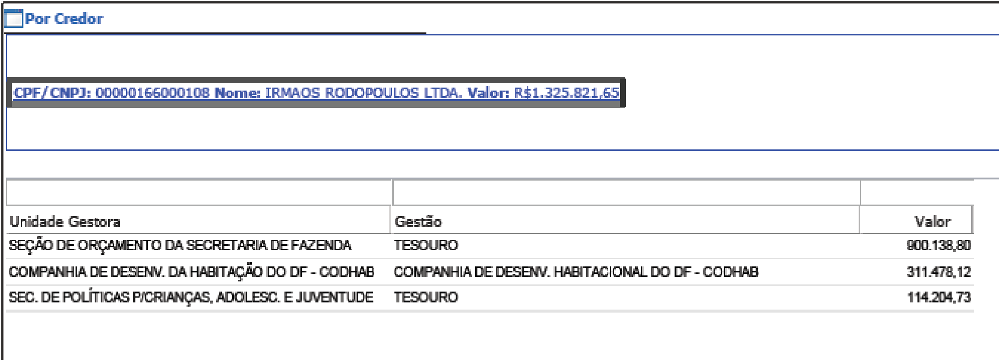 Por Credor
CPF/CNPJ: 00000166000108 Nome: IRMAOS RODOPOULOS LTDA. Valor: R$1.325.821,65
Unidade Gestora Gestão Valor
SEÇÃO DE ORÇAMENTO DA SECRETARIA DE FAZENDA TESOURO 900.138,80
COMPANHIA DE DESENV. DA HABITAÇÃO DO DF - CODHAB COMPANHIA DE DESENV. HABITACIONAL DO DF - CODHAB 311.478,12
SEC. DE POLÍTICAS P/CRIANÇAS, ADOLESC. E JUVENTUDE TESOURO 114.204,73